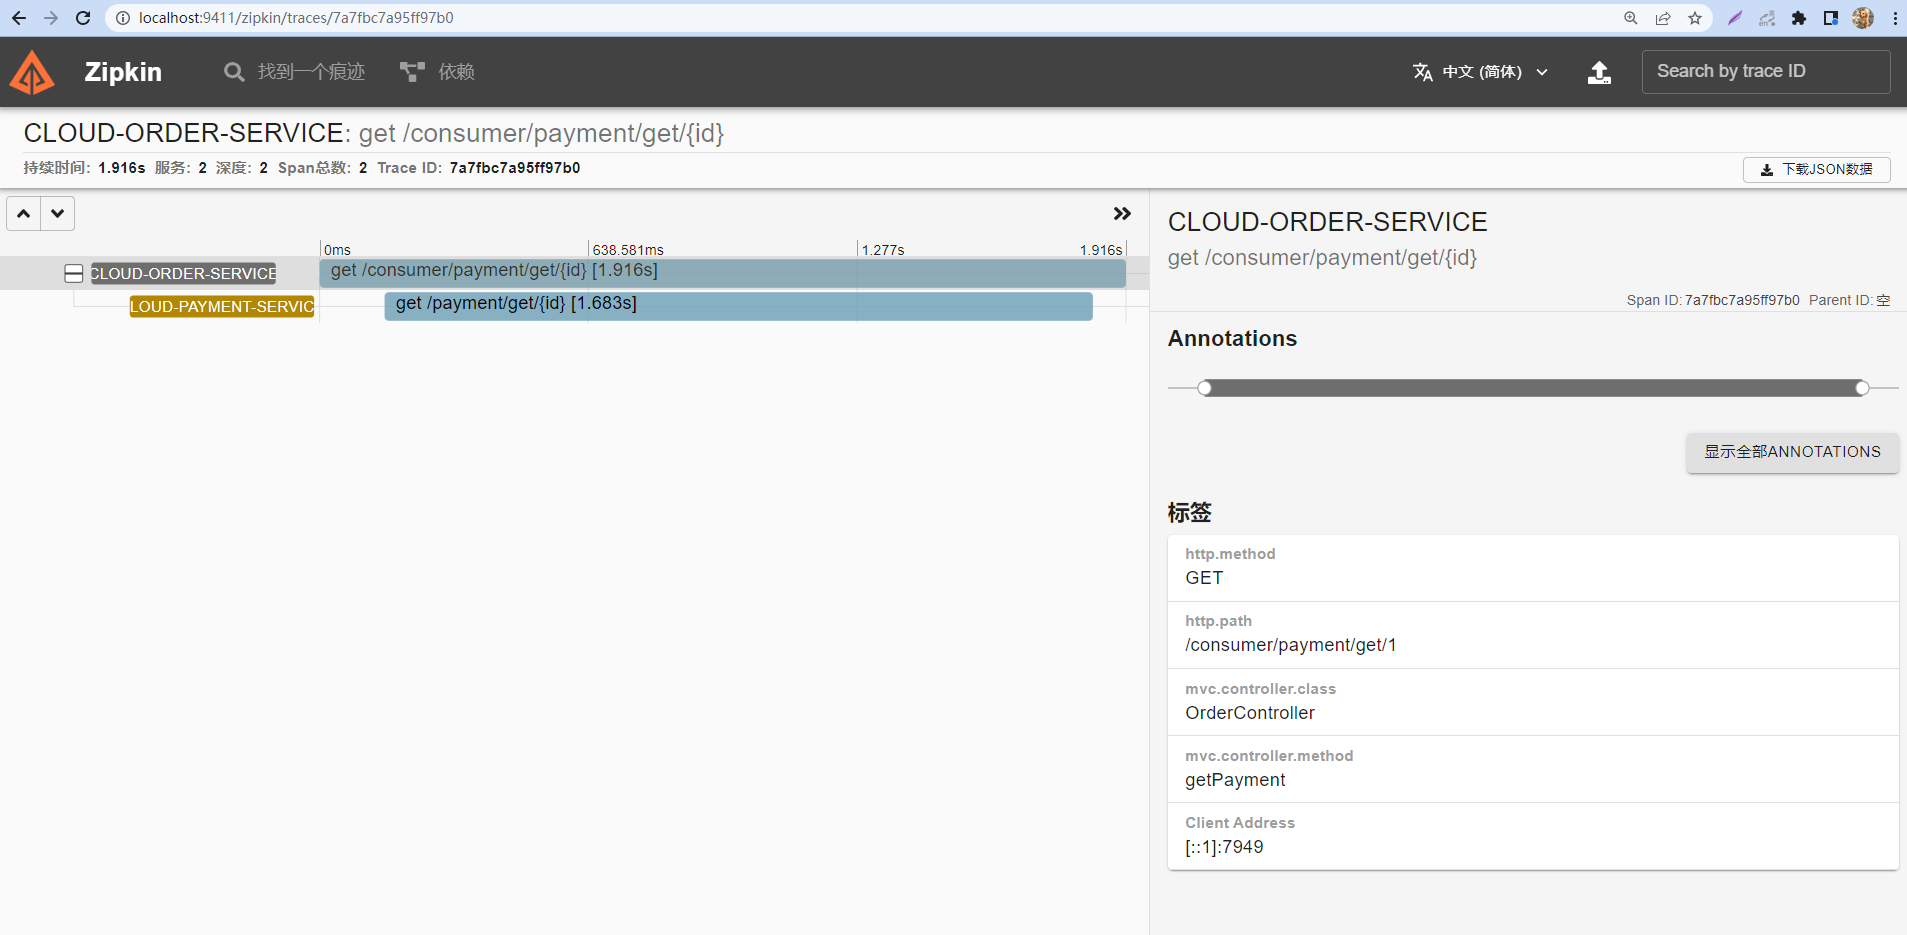 localhost:9411/zipkin/traces/7a7fbc7a95ff97b0
Zipkin
找到一个痕迹
依赖
中文 (简体)
Search by trace ID
CLOUD-ORDER-SERVICE: get /consumer/payment/get/{id}
持续时间: 1.916s 服务: 2 深度: 2 Span总数: 2 Trace ID: 7a7fbc7a95ff97b0
下载JSON数据
0ms
638.581ms
1.277s
1.916s
CLOUD-ORDER-SERVICE
get /consumer/payment/get/{id} [1.916s]
LOUD-PAYMENT-SERVIC
get /payment/get/{id} [1.683s]
CLOUD-ORDER-SERVICE
get /consumer/payment/get/{id}
Span ID: 7a7fbc7a95ff97b0 Parent ID: 空
Annotations
显示全部ANNOTATIONS
标签
http.method
GET
http.path
/consumer/payment/get/1
mvc.controller.class
OrderController
mvc.controller.method
getPayment
Client Address
[::1]:7949